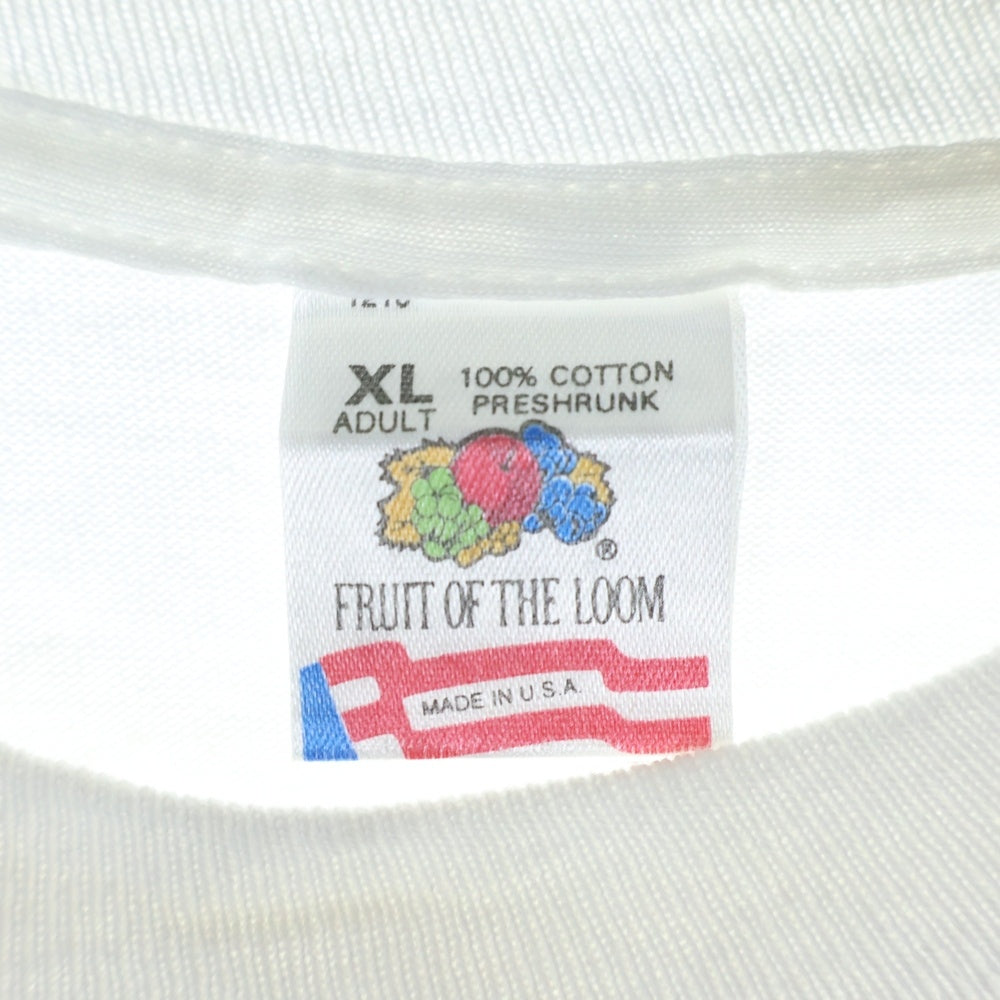 XL 100% COTTON
ADULT PRESHRUNK
®
FRUIT OF THE LOOM
MADE IN U.S.A.